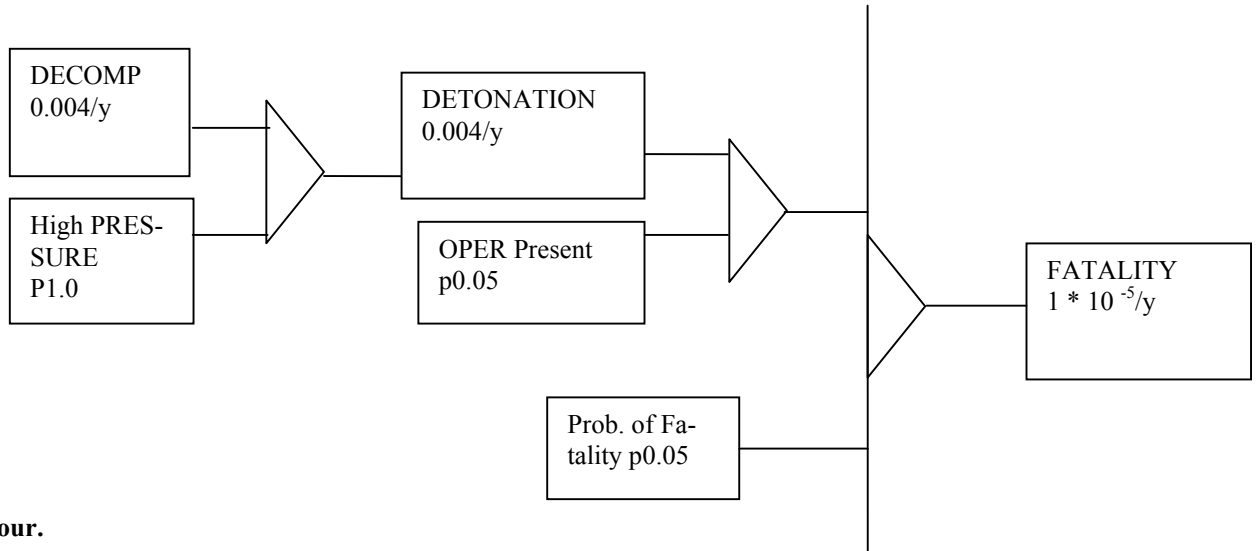 DECOMP
0.004/y
High PRES-
SURE
P1.0
DETONATION
0.004/y
OPER Present
p0.05
Prob. of Fa-
tality p0.05
FATALITY
1 * 10 -5/y
our.